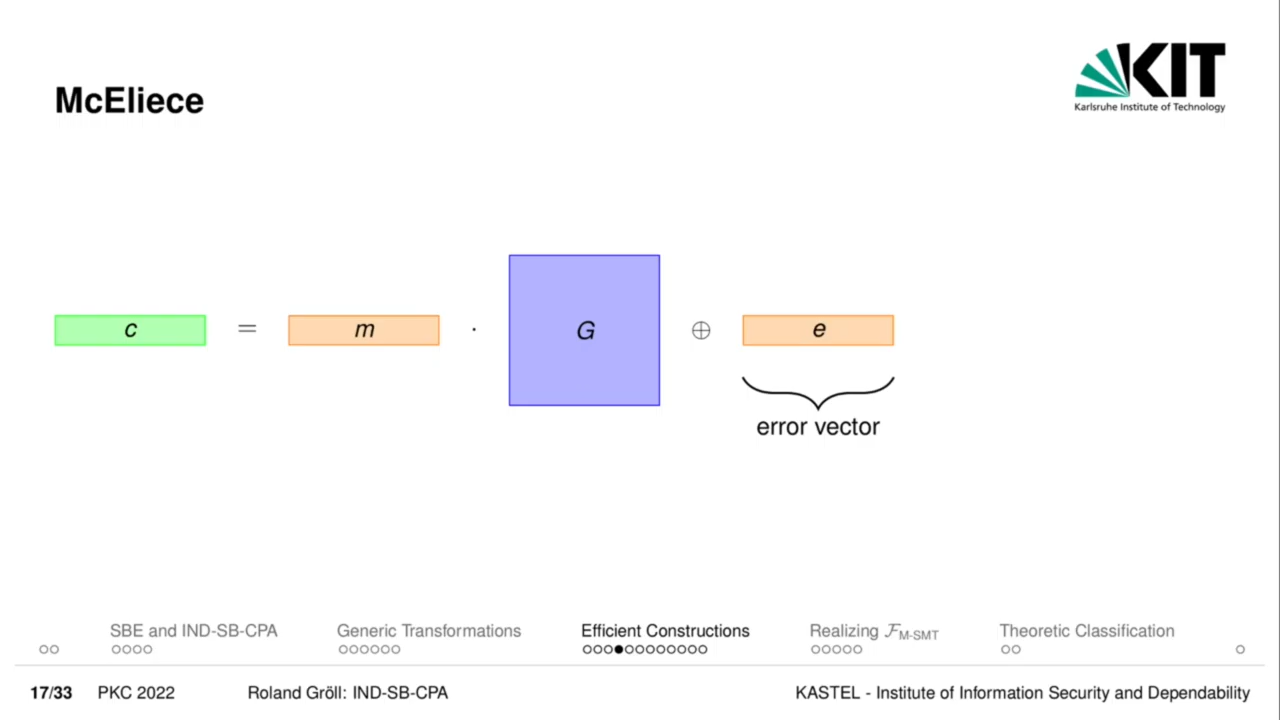 KIT
Karlsruhe Institute of Technology
McEliece
c = m · G ⊕ e
error vector
SBE and IND-SB-CPA Generic Transformations Efficient Constructions Realizing ℱM-SMT Theoretic Classification
17/33 PKC 2022 Roland Gröll: IND-SB-CPA KASTEL - Institute of Information Security and Dependability